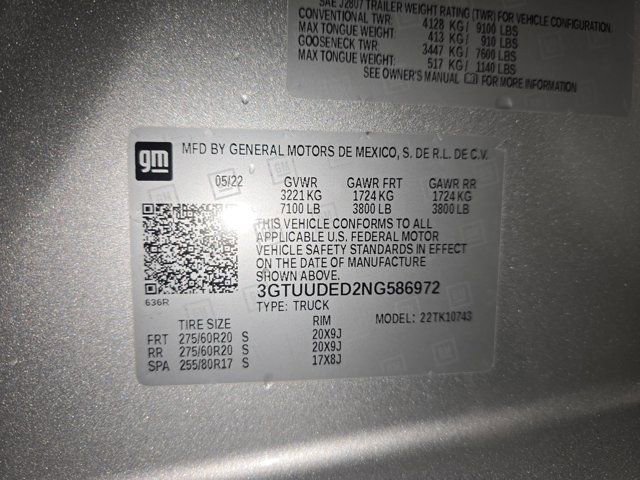 SAE J2807 TRAILER WEIGHT RATING (TWR) FOR VEHICLE CONFIGURATION:
CONVENTIONAL TWR: 4128 KG/ 9100 LBS
MAX TONGUE WEIGHT: 413 KG/ 910 LBS
GOOSENECK TWR: 3447 KG/ 7600 LBS
MAX TONGUE WEIGHT: 517 KG/ 1140 LBS
SEE OWNER'S MANUAL FOR MORE INFORMATION
gm
MFD BY GENERAL MOTORS DE MEXICO, S. DE R.L. DE C.V.
05/22 GVWR GAWR FRT GAWR RR
3221 KG 1724 KG 1724 KG
7100 LB 3800 LB 3800 LB
THIS VEHICLE CONFORMS TO ALL
APPLICABLE U.S. FEDERAL MOTOR
VEHICLE SAFETY STANDARDS IN EFFECT
ON THE DATE OF MANUFACTURE
SHOWN ABOVE.
3GTUUDED2NG586972
636R
TYPE: TRUCK MODEL: 22TK10743
TIRE SIZE RIM
FRT 275/60R20 S 20X9J
RR 275/60R20 S 20X9J
SPA 255/80R17 S 17X8J